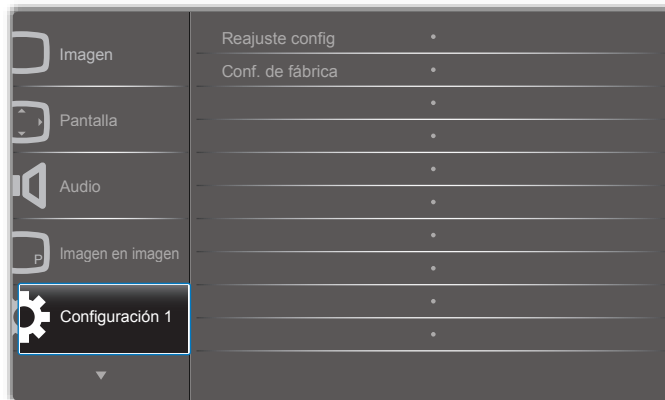 Imagen
Pantalla
Audio
P
Imagen en imagen
Configuración 1
Reajuste config
Conf. de fábrica